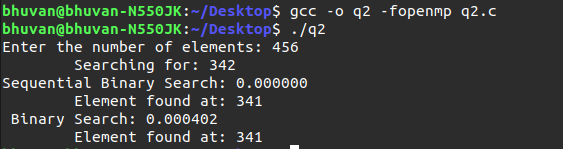 bhuvan@bhuvan-N550JK:~/Desktop$ gcc -o q2 -fopenmp q2.c
bhuvan@bhuvan-N550JK:~/Desktop$ ./q2
Enter the number of elements: 456
Searching for: 342
Sequential Binary Search: 0.000000
Element found at: 341
Binary Search: 0.000402
Element found at: 341